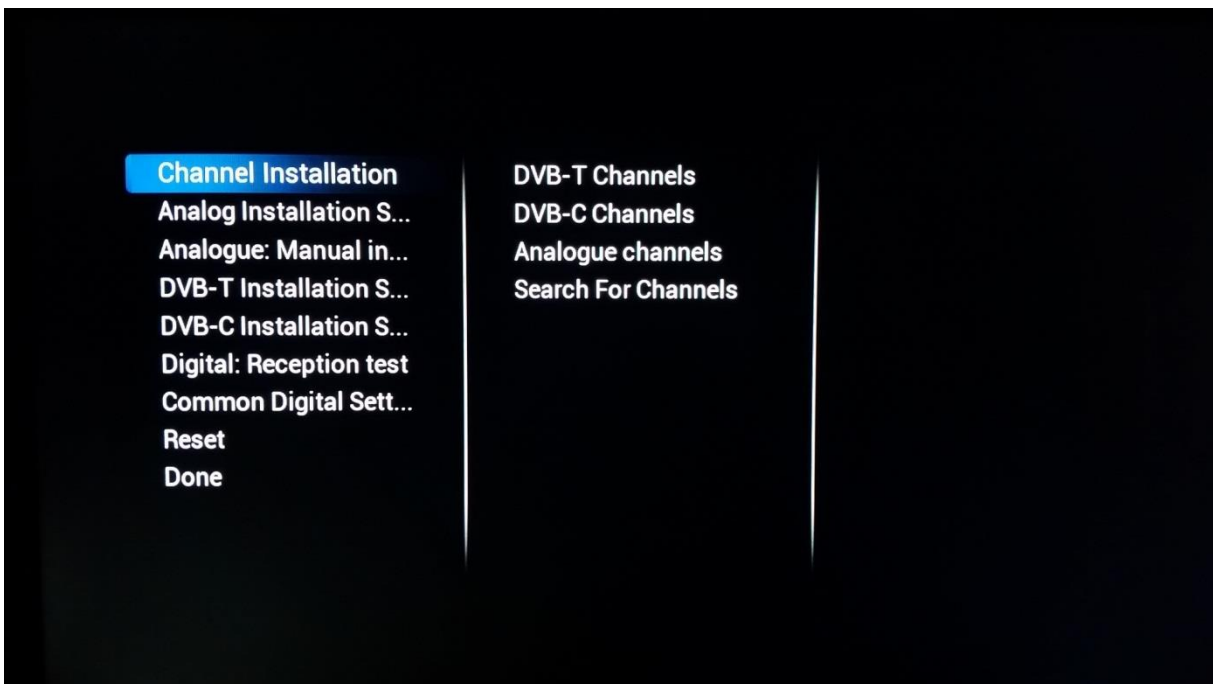 Channel Installation
Analog Installation S...
Analogue: Manual in...
DVB-T Installation S...
DVB-C Installation S...
Digital: Reception test
Common Digital Sett...
Reset
Done
DVB-T Channels
DVB-C Channels
Analogue channels
Search For Channels